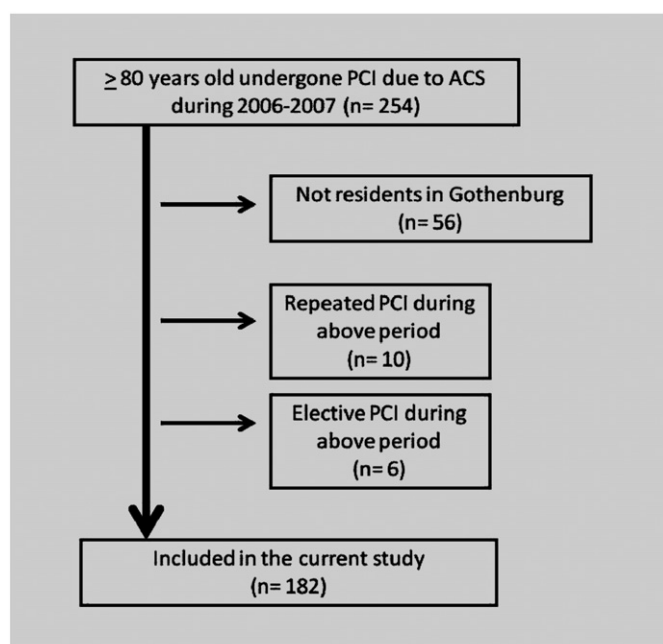 ≥ 80 years old undergone PCI due to ACS
during 2006-2007 (n= 254)
Not residents in Gothenburg
(n= 56)
Repeated PCI during
above period
(n= 10)
Elective PCI during
above period
(n= 6)
Included in the current study
(n= 182)